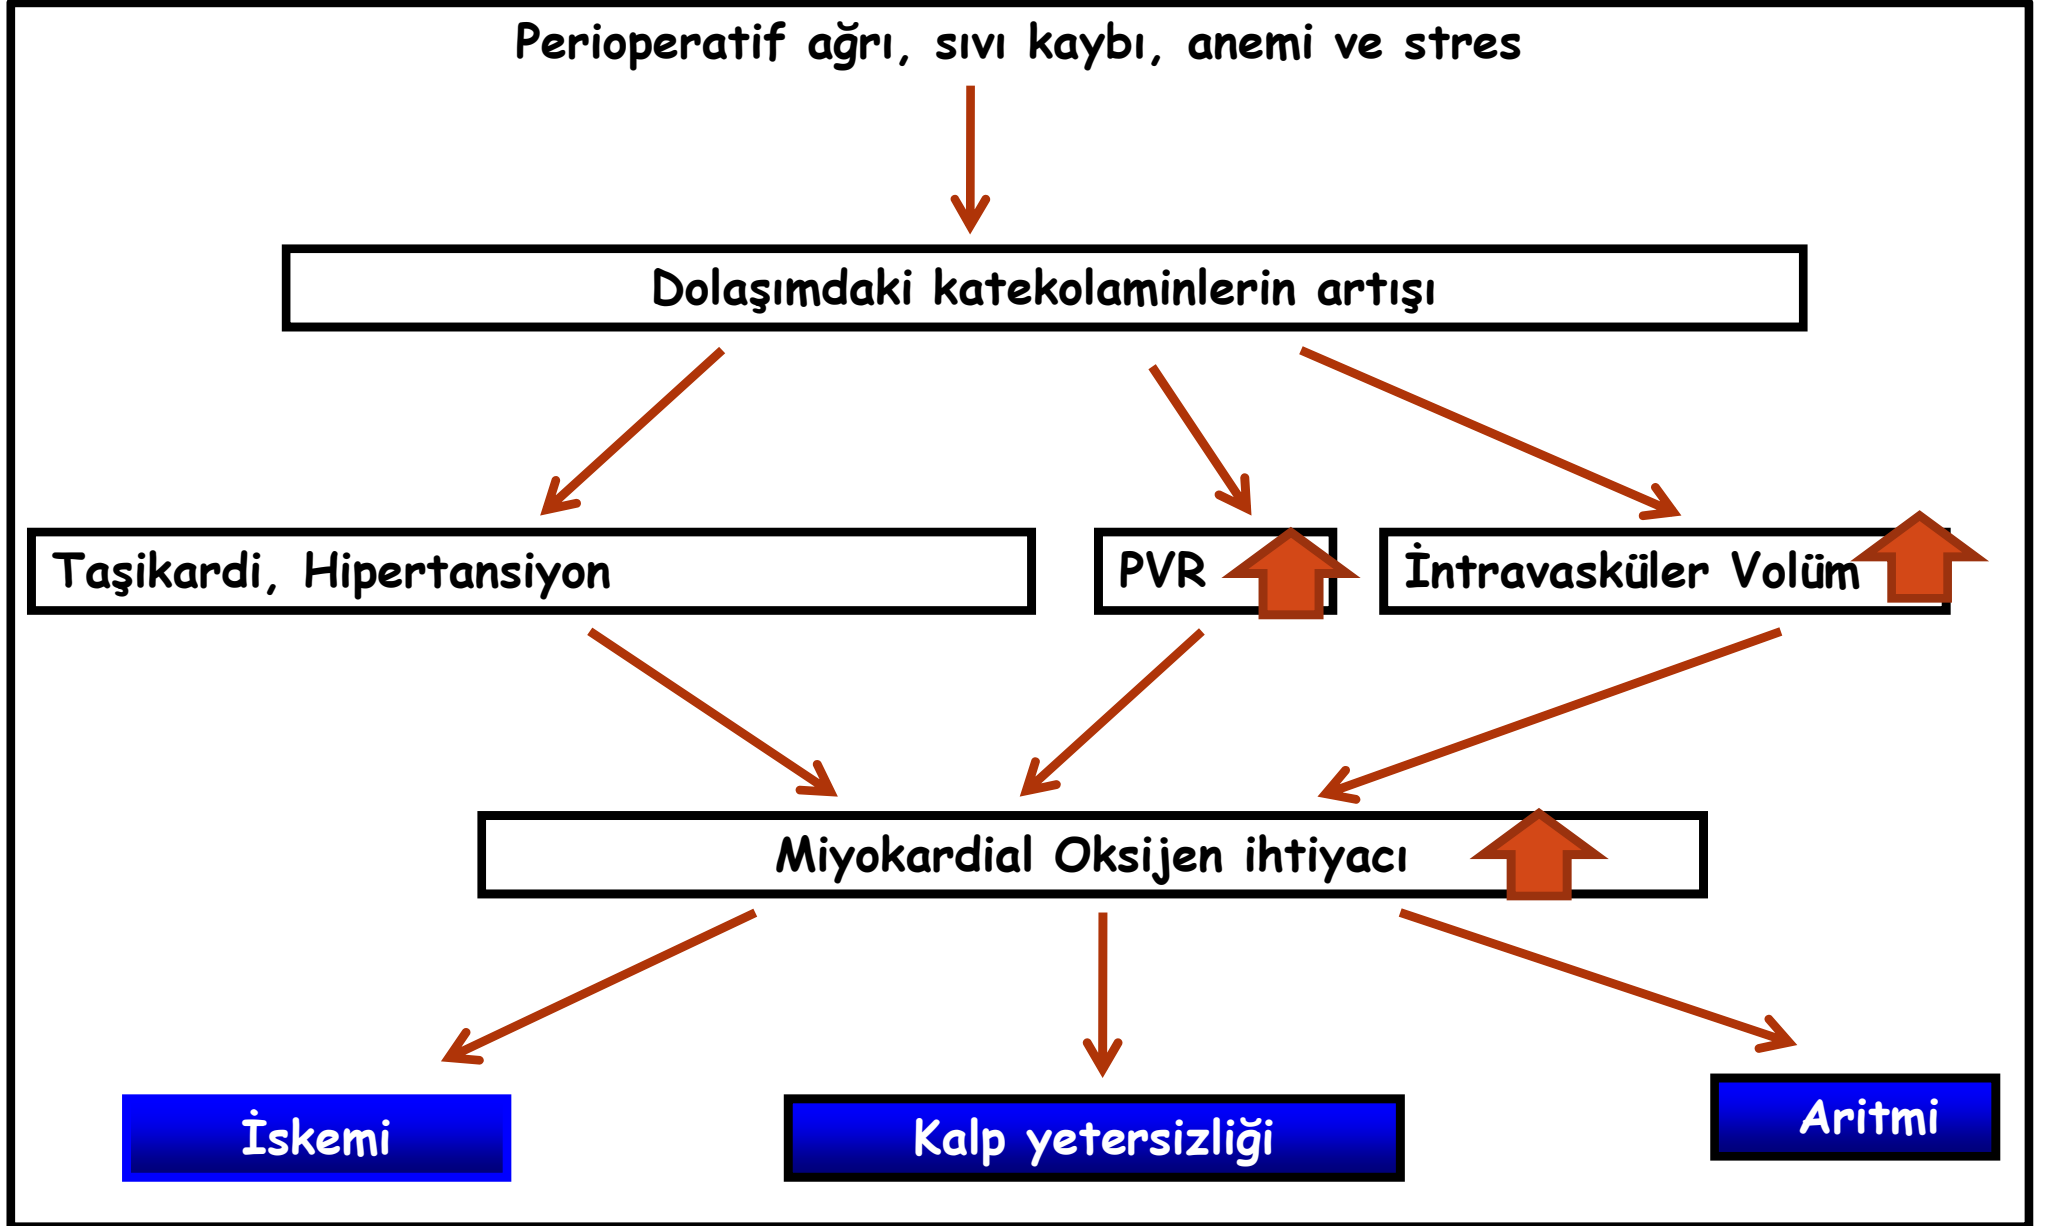 Perioperatif ağrı, sıvı kaybı, anemi ve stres
Dolaşımdaki katekolaminlerin artışı
Taşikardi, Hipertansiyon
PVR
İntravasküler Volüm
Miyokardial Oksijen ihtiyacı
İskemi
Kalp yetersizliği
Aritmi